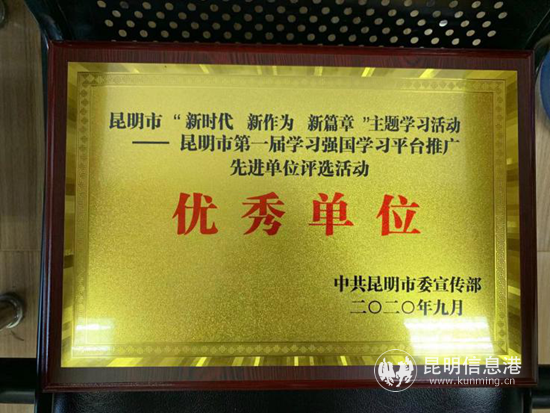 昆明市 “新时代 新作为 新篇章”主题学习活动
—— 昆明市第一届学习强国学习平台推广
先进单位评选活动
优秀单位
中共昆明市委宣传部
二〇二〇年九月
昆明信息港
www.kunming.cn